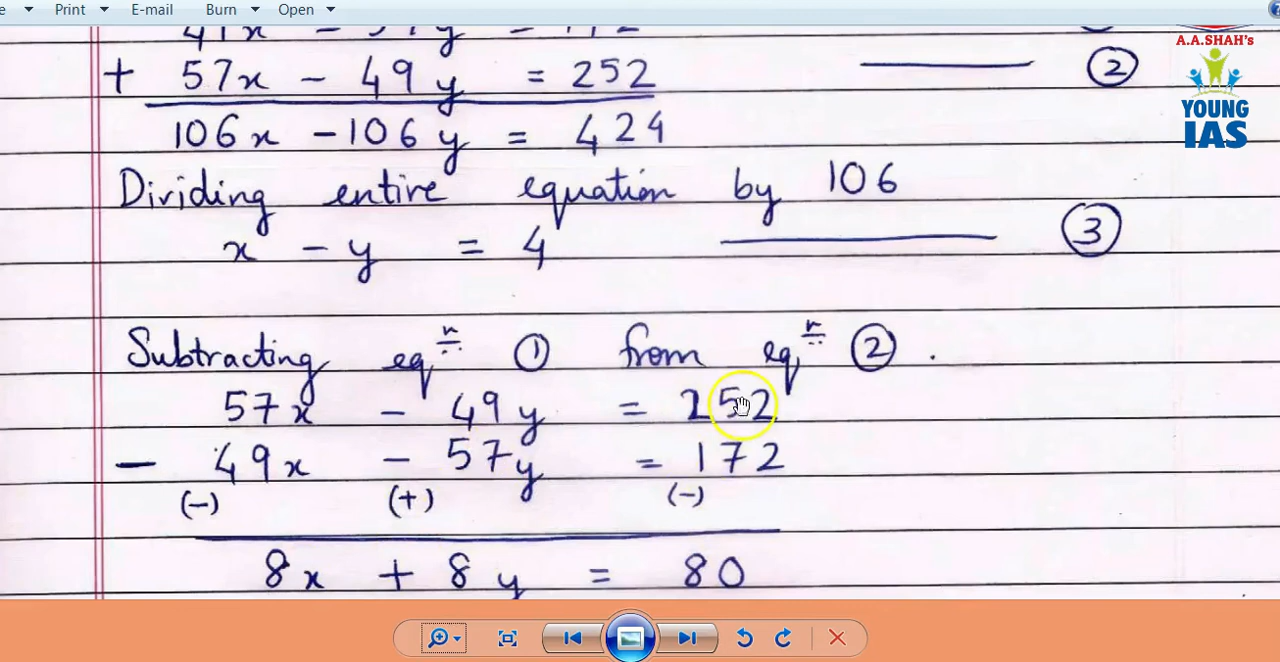 Print E-mail Burn Open
+ 57x - 49y = 252 ②
106x - 106y = 424
Dividing entire equation by 106
x - y = 4 ③
Subtracting eqⁿ ① from eqⁿ ② .
57x - 49y = 252
- 49x - 57y = 172
(-) (+) (-)
8x + 8y = 80
A.A.SHAH's
YOUNG
IAS